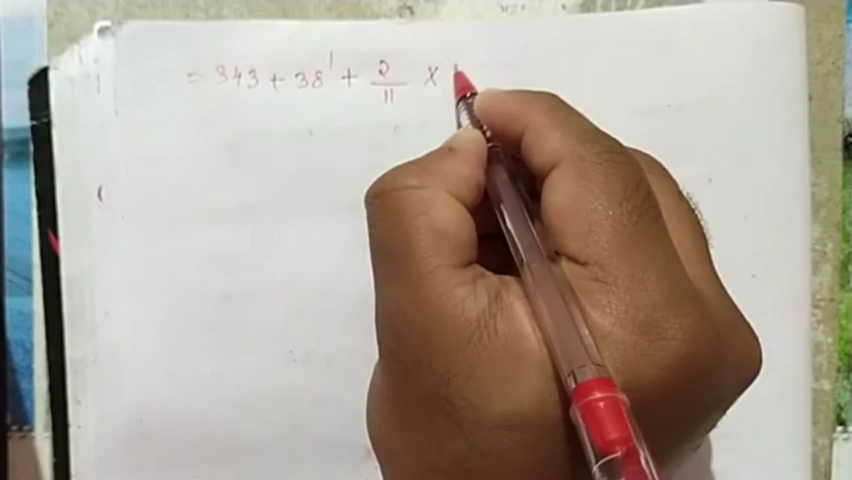 = 343 + 38' + 2/11 ×